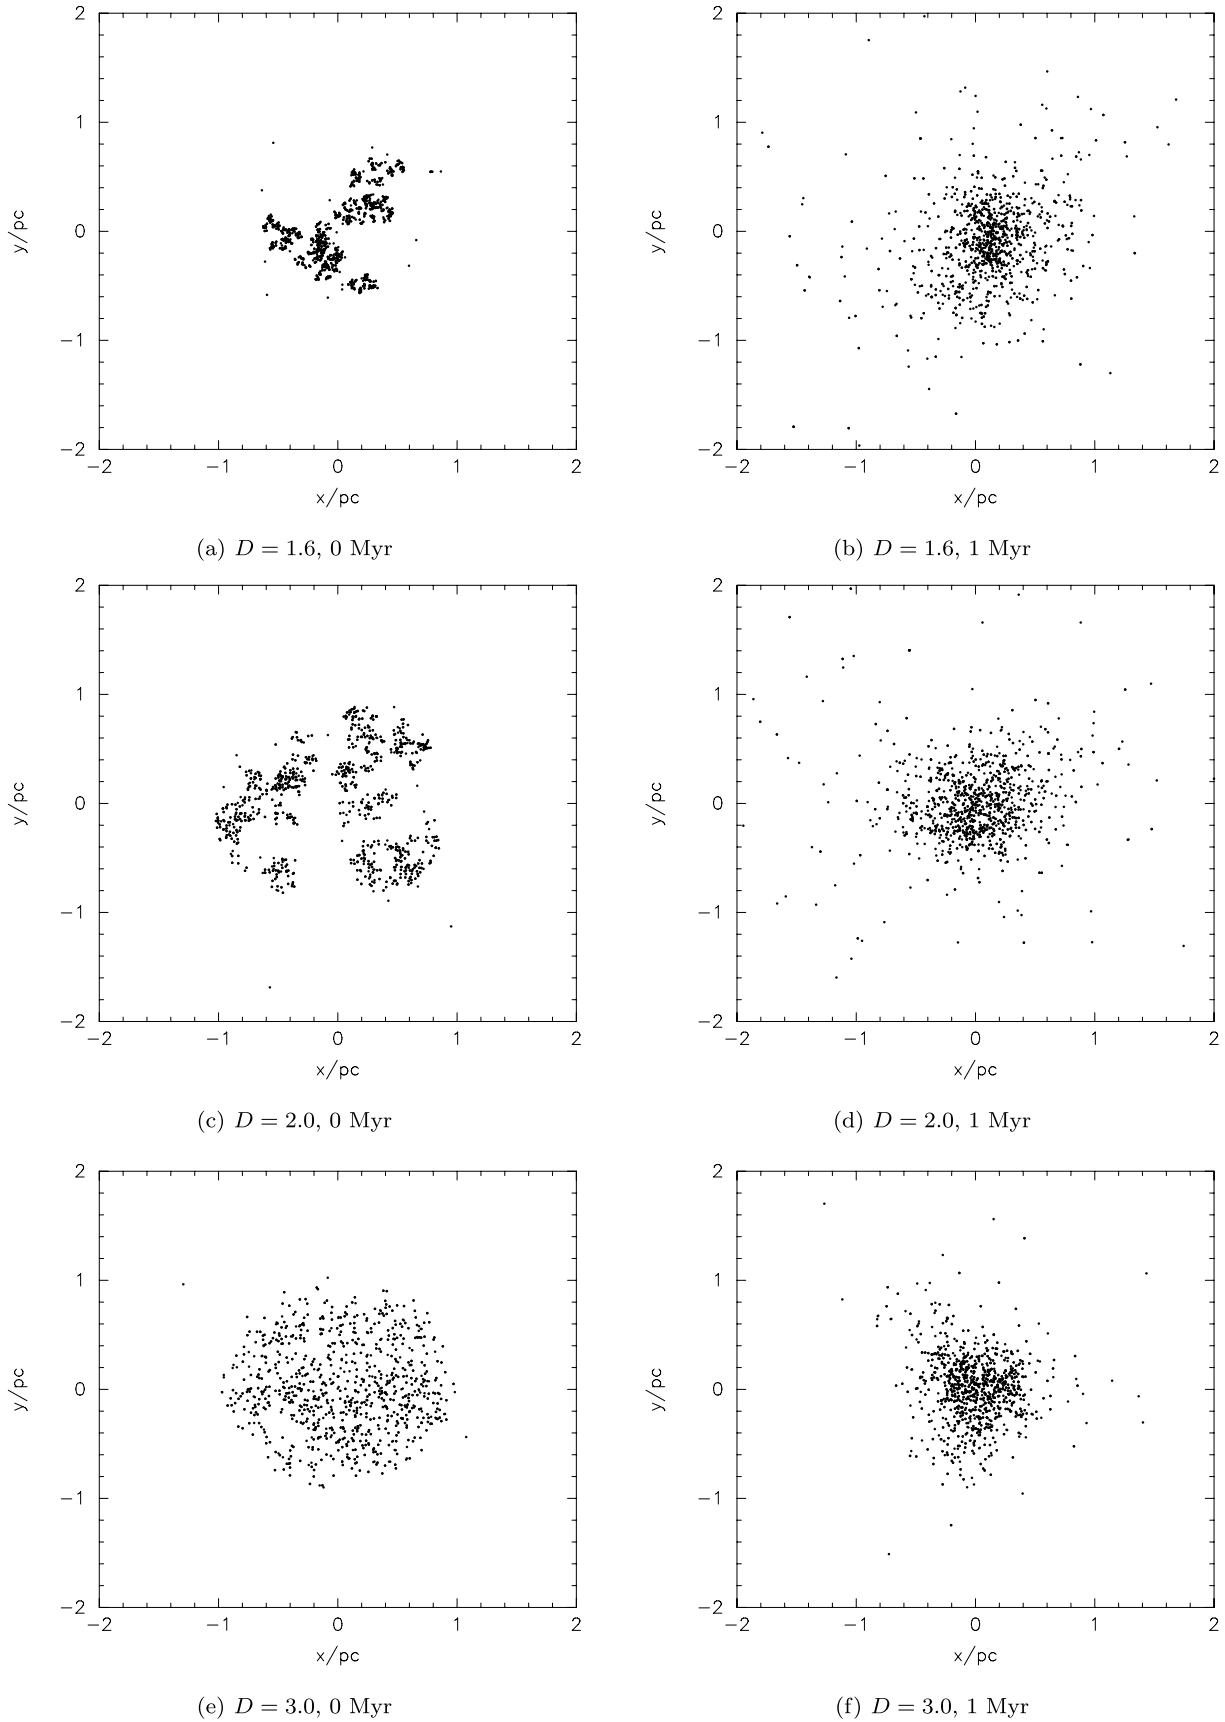 2
2
1
1
y/pc
0
y/pc
0
−1
−1
−2
−2
−2 −1 0 1 2
−2 −1 0 1 2
x/pc
x/pc
(a) D = 1.6, 0 Myr
(b) D = 1.6, 1 Myr
2
2
1
1
y/pc
0
y/pc
0
−1
−1
−2
−2
−2 −1 0 1 2
−2 −1 0 1 2
x/pc
x/pc
(c) D = 2.0, 0 Myr
(d) D = 2.0, 1 Myr
2
2
1
1
y/pc
0
y/pc
0
−1
−1
−2
−2
−2 −1 0 1 2
−2 −1 0 1 2
x/pc
x/pc
(e) D = 3.0, 0 Myr
(f) D = 3.0, 1 Myr